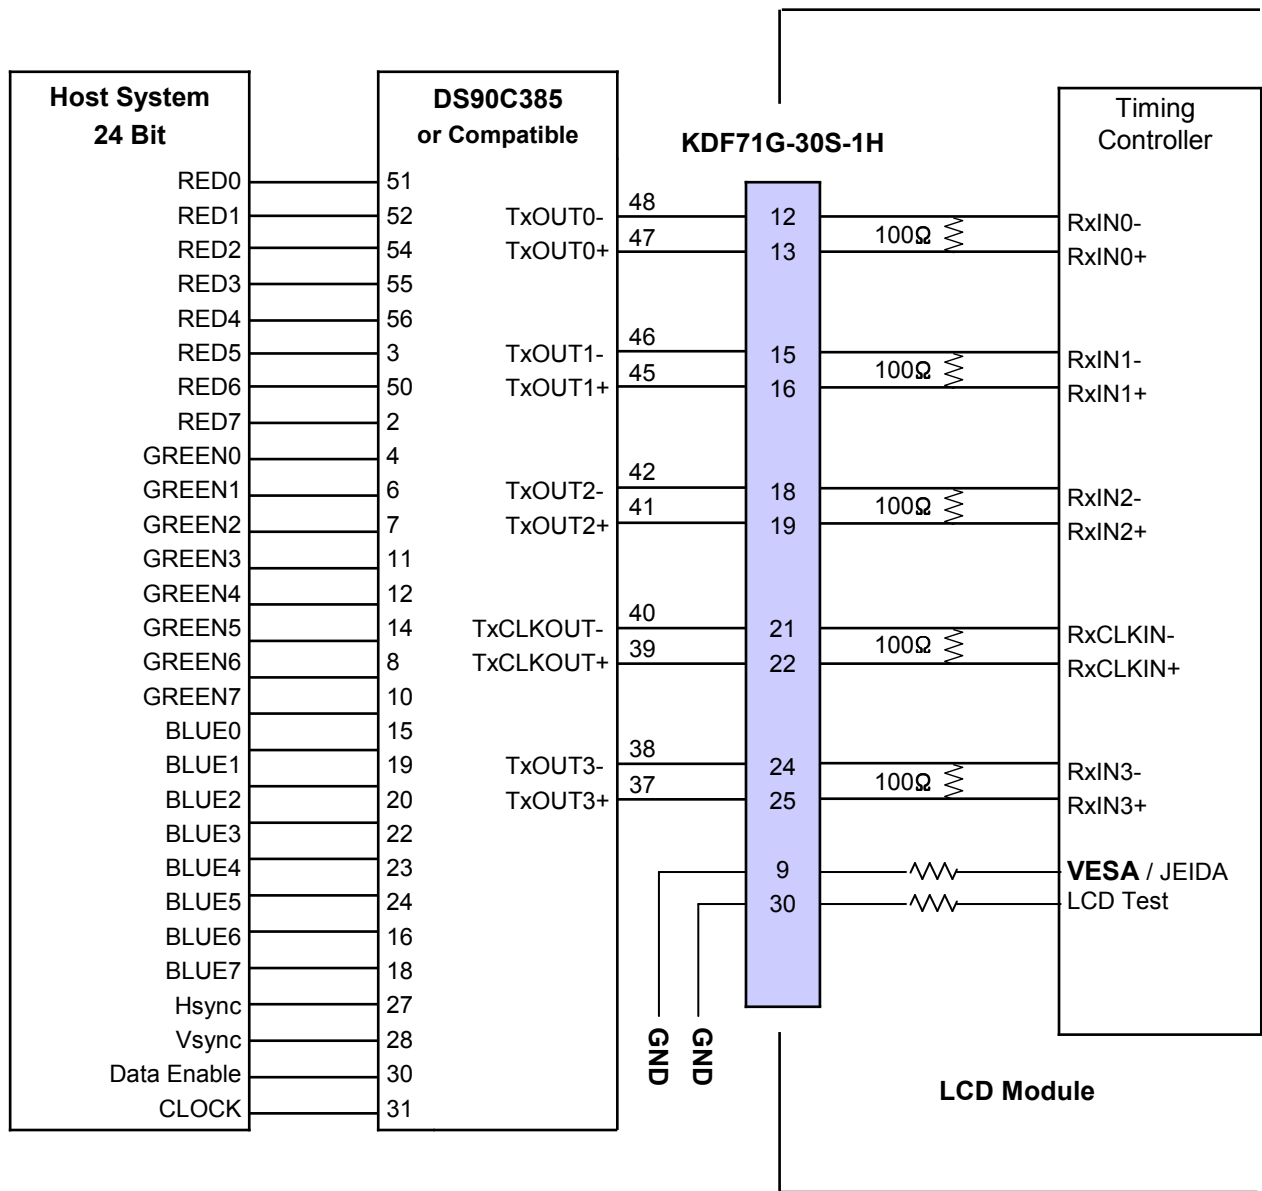 Host System
24 Bit
RED0
RED1
RED2
RED3
RED4
RED5
RED6
RED7
GREEN0
GREEN1
GREEN2
GREEN3
GREEN4
GREEN5
GREEN6
GREEN7
BLUE0
BLUE1
BLUE2
BLUE3
BLUE4
BLUE5
BLUE6
BLUE7
Hsync
Vsync
Data Enable
CLOCK
DS90C385
or Compatible
51
52
54
55
56
3
50
2
4
6
7
11
12
14
8
10
15
19
20
22
23
24
16
18
27
28
30
31
TxOUT0-
TxOUT0+
TxOUT1-
TxOUT1+
TxOUT2-
TxOUT2+
TxCLKOUT-
TxCLKOUT+
TxOUT3-
TxOUT3+
48
47
46
45
42
41
40
39
38
37
GND
GND
KDF71G-30S-1H
12
13
15
16
18
19
21
22
24
25
9
30
100Ω
100Ω
100Ω
100Ω
100Ω
Timing
Controller
RxIN0-
RxIN0+
RxIN1-
RxIN1+
RxIN2-
RxIN2+
RxCLKIN-
RxCLKIN+
RxIN3-
RxIN3+
VESA / JEIDA
LCD Test
LCD Module